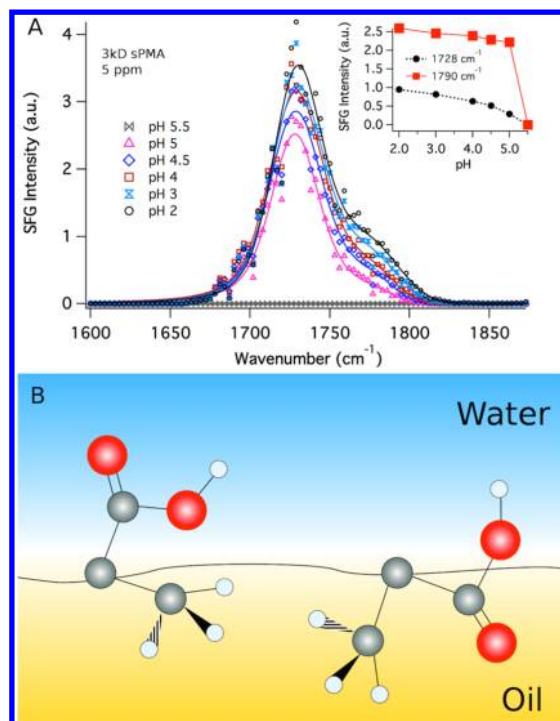 A
3kD sPMA
5 ppm
pH 5.5
pH 5
pH 4.5
pH 4
pH 3
pH 2
SFG Intensity (a.u.)
4
3
2
1
0
1600
1650
1700
1750
1800
1850
Wavenumber (cm⁻¹)
SFG Intensity (a.u.)
2.5
2.0
1.5
1.0
0.5
0.0
1728 cm⁻¹
1790 cm⁻¹
2.0
3.0
4.0
5.0
pH
B
Water
Oil